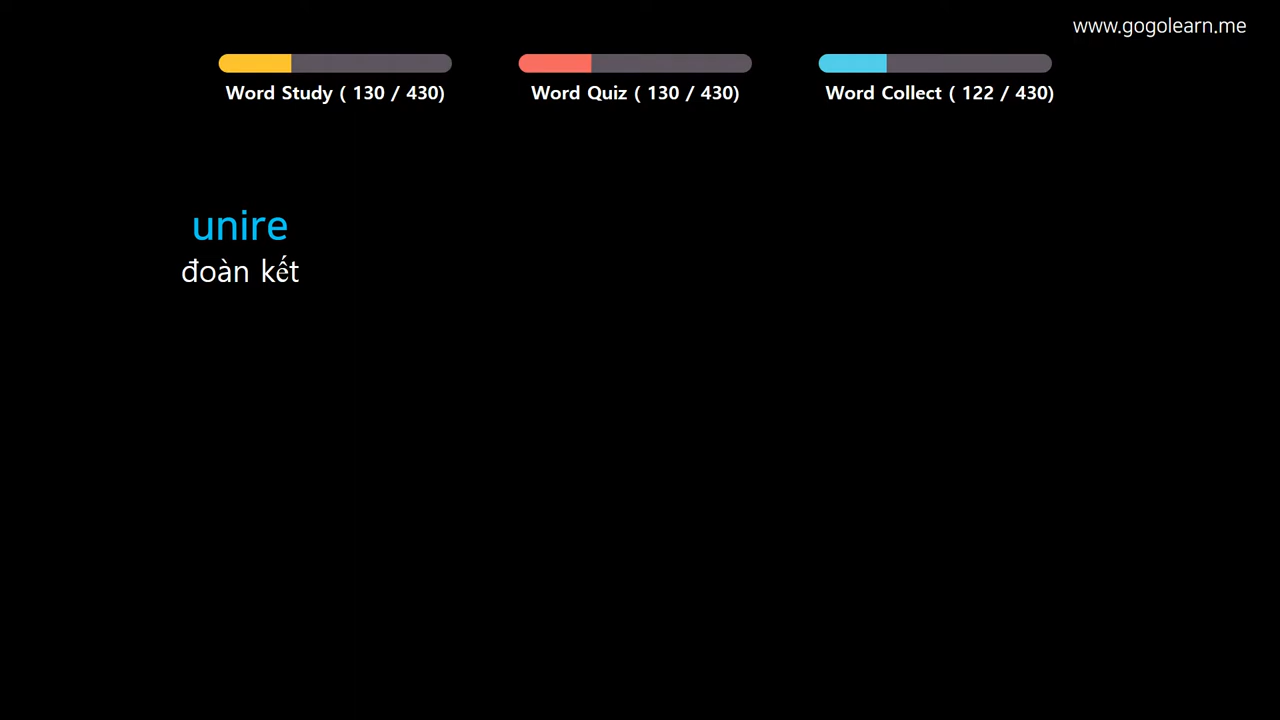 www.gogolearn.me
Word Study ( 130 / 430)
Word Quiz ( 130 / 430)
Word Collect ( 122 / 430)
unire
đoàn kết